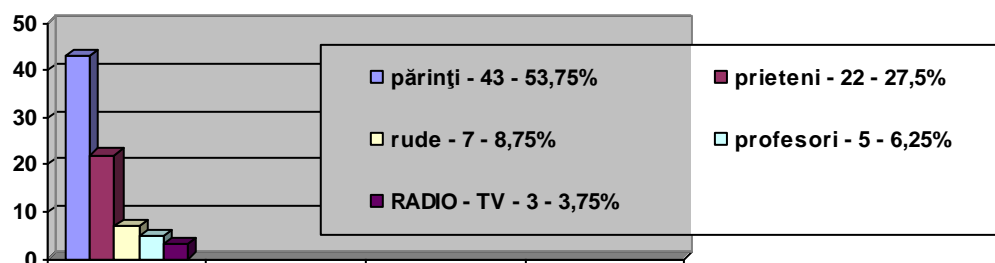 50
40
30
20
10
0
părinţi - 43 - 53,75% prieteni - 22 - 27,5%
rude - 7 - 8,75% profesori - 5 - 6,25%
RADIO - TV - 3 - 3,75%